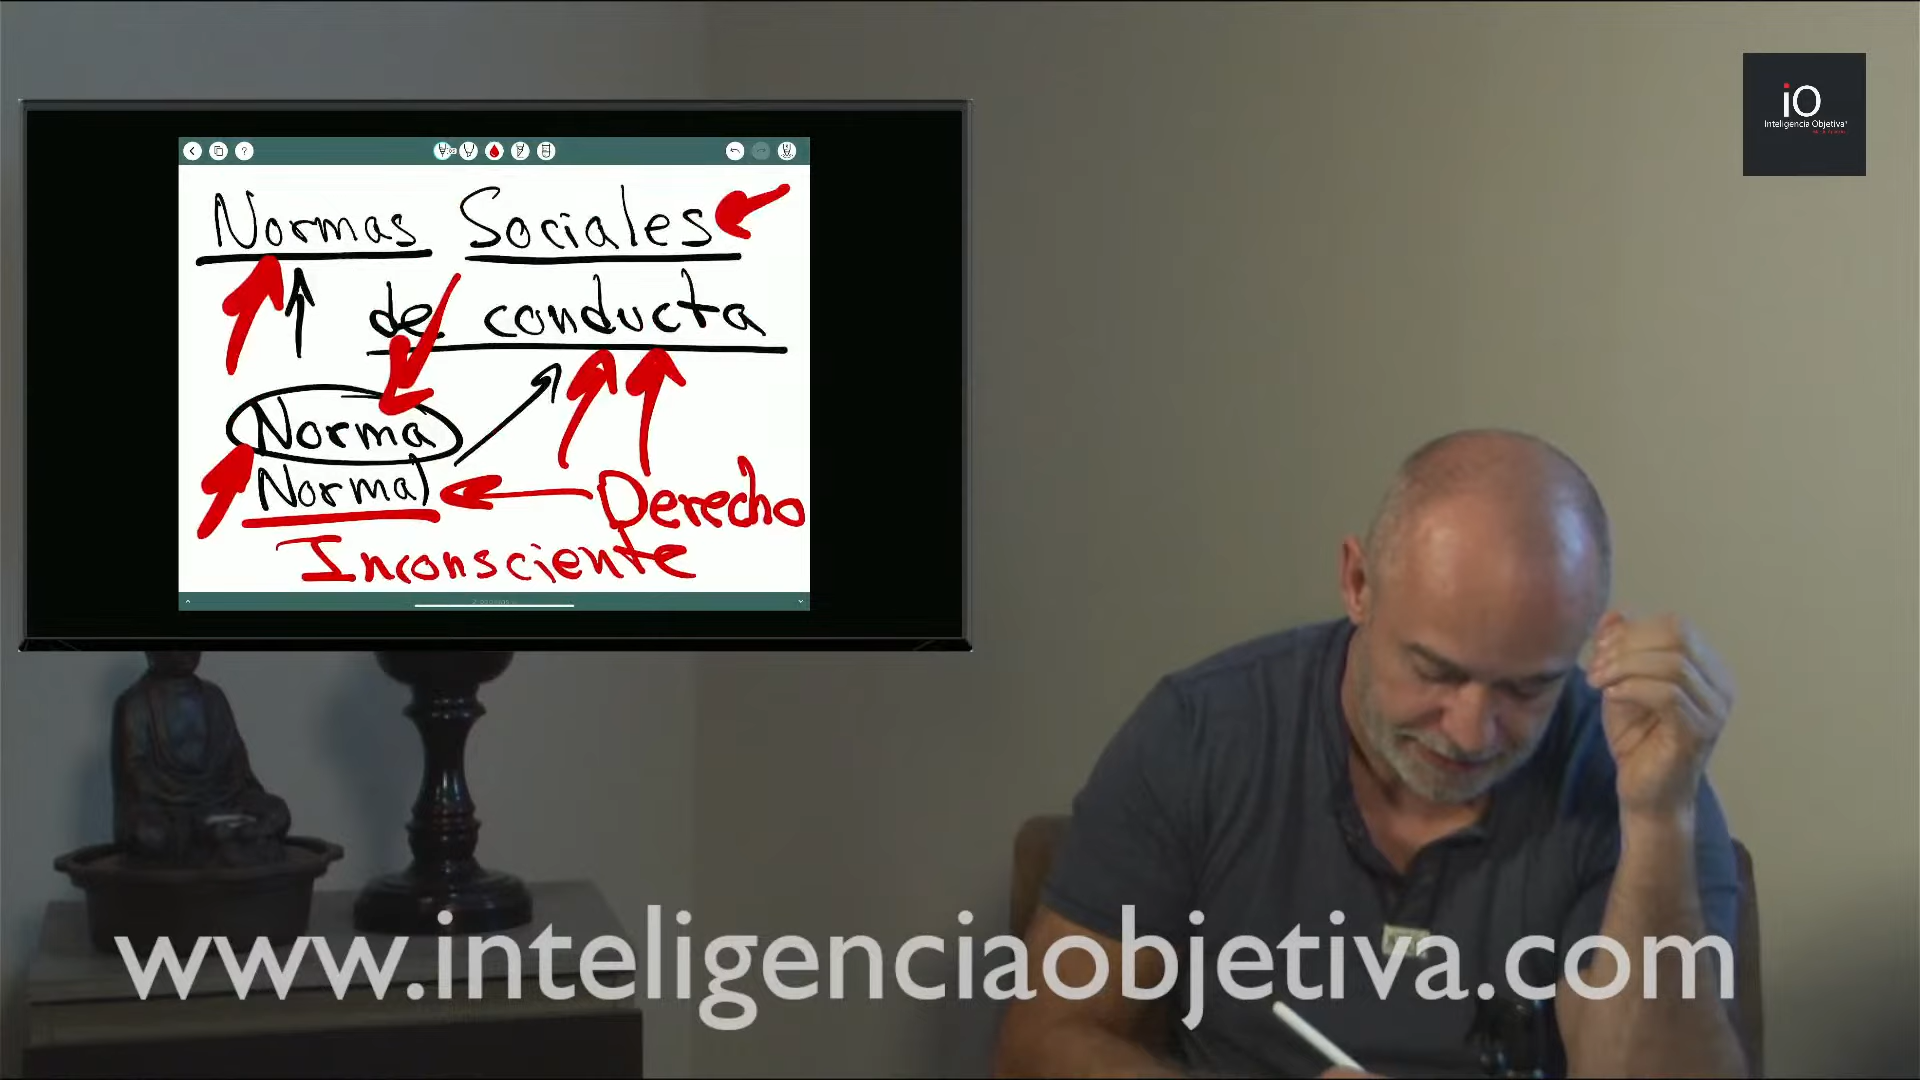 iO
Inteligencia Objetiva
Normas Sociales
de conducta
Norma
Normal
Derecho
Inconsciente
www.inteligenciaobjetiva.com